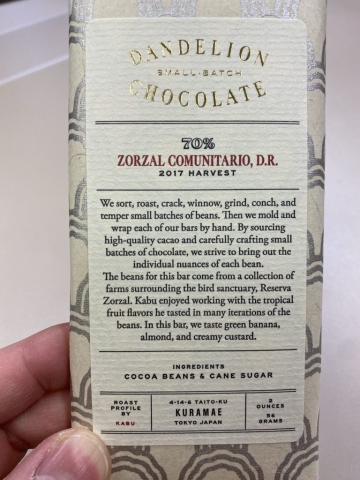 DANDELION
SMALL-BATCH
CHOCOLATE
70%
ZORZAL COMUNITARIO, D.R.
2017 HARVEST
We sort, roast, crack, winnow, grind, conch, and
temper small batches of beans. Then we mold and
wrap each of our bars by hand. By sourcing
high-quality cacao and carefully crafting small
batches of chocolate, we strive to bring out the
individual nuances of each bean.
The beans for this bar come from a collection of
farms surrounding the bird sanctuary, Reserva
Zorzal. Kabu enjoyed working with the tropical
fruit flavors he tasted in many iterations of the
beans. In this bar, we taste green banana,
almond, and creamy custard.
INGREDIENTS
COCOA BEANS & CANE SUGAR
ROAST
PROFILE
BY
KABU
4-14-6 TAITO-KU
KURAMAE
TOKYO JAPAN
2
OUNCES
56
GRAMS